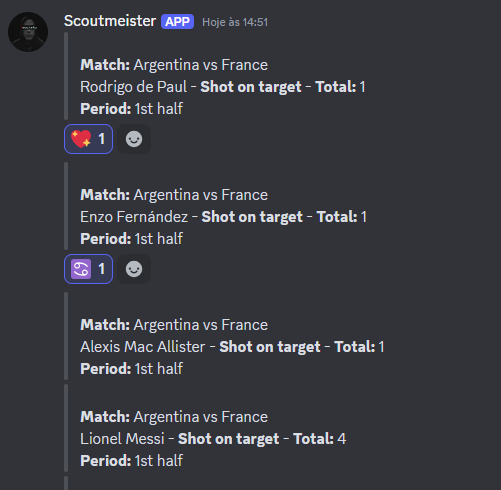 Scoutmeister APP Hoje às 14:51
Match: Argentina vs France
Rodrigo de Paul - Shot on target - Total: 1
Period: 1st half
1
Match: Argentina vs France
Enzo Fernández - Shot on target - Total: 1
Period: 1st half
1
Match: Argentina vs France
Alexis Mac Allister - Shot on target - Total: 1
Period: 1st half
Match: Argentina vs France
Lionel Messi - Shot on target - Total: 4
Period: 1st half